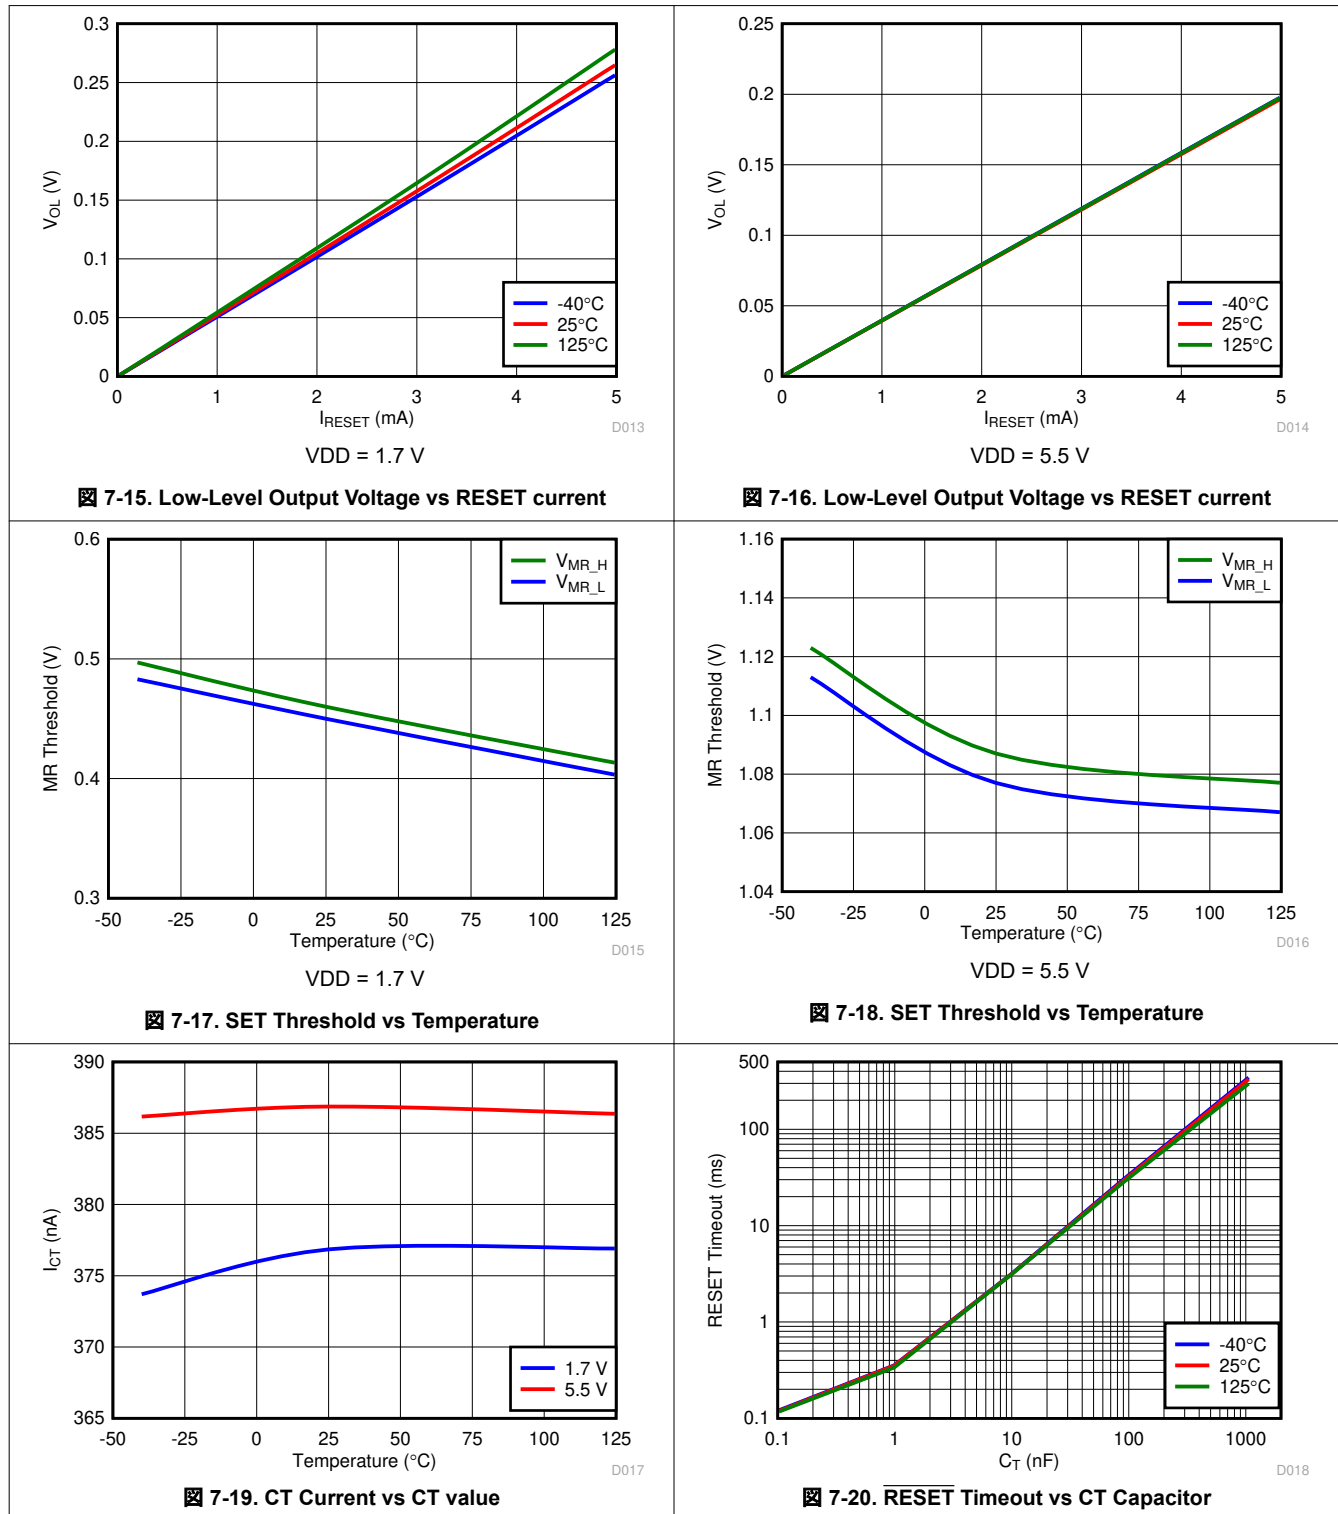 0.3
0.25
0.2
0.15
0.1
0.05
0
VOL (V)
-40°C
25°C
125°C
0 1 2 3 4 5
IRESET (mA)
D013
VDD = 1.7 V
図 7-15. Low-Level Output Voltage vs RESET current
0.25
0.2
0.15
0.1
0.05
0
VOL (V)
-40°C
25°C
125°C
0 1 2 3 4 5
IRESET (mA)
D014
VDD = 5.5 V
図 7-16. Low-Level Output Voltage vs RESET current
0.6
0.5
0.4
0.3
MR Threshold (V)
VMR_H
VMR_L
-50 -25 0 25 50 75 100 125
Temperature (°C)
D015
VDD = 1.7 V
図 7-17. SET Threshold vs Temperature
1.16
1.14
1.12
1.1
1.08
1.06
1.04
MR Threshold (V)
VMR_H
VMR_L
-50 -25 0 25 50 75 100 125
Temperature (°C)
D016
VDD = 5.5 V
図 7-18. SET Threshold vs Temperature
390
385
380
375
370
365
ICT (nA)
1.7 V
5.5 V
-50 -25 0 25 50 75 100 125
Temperature (°C)
D017
図 7-19. CT Current vs CT value
500
100
10
1
0.1
RESET Timeout (ms)
-40°C
25°C
125°C
0.1 1 10 100 1000
CT (nF)
D018
図 7-20. RESET Timeout vs CT Capacitor